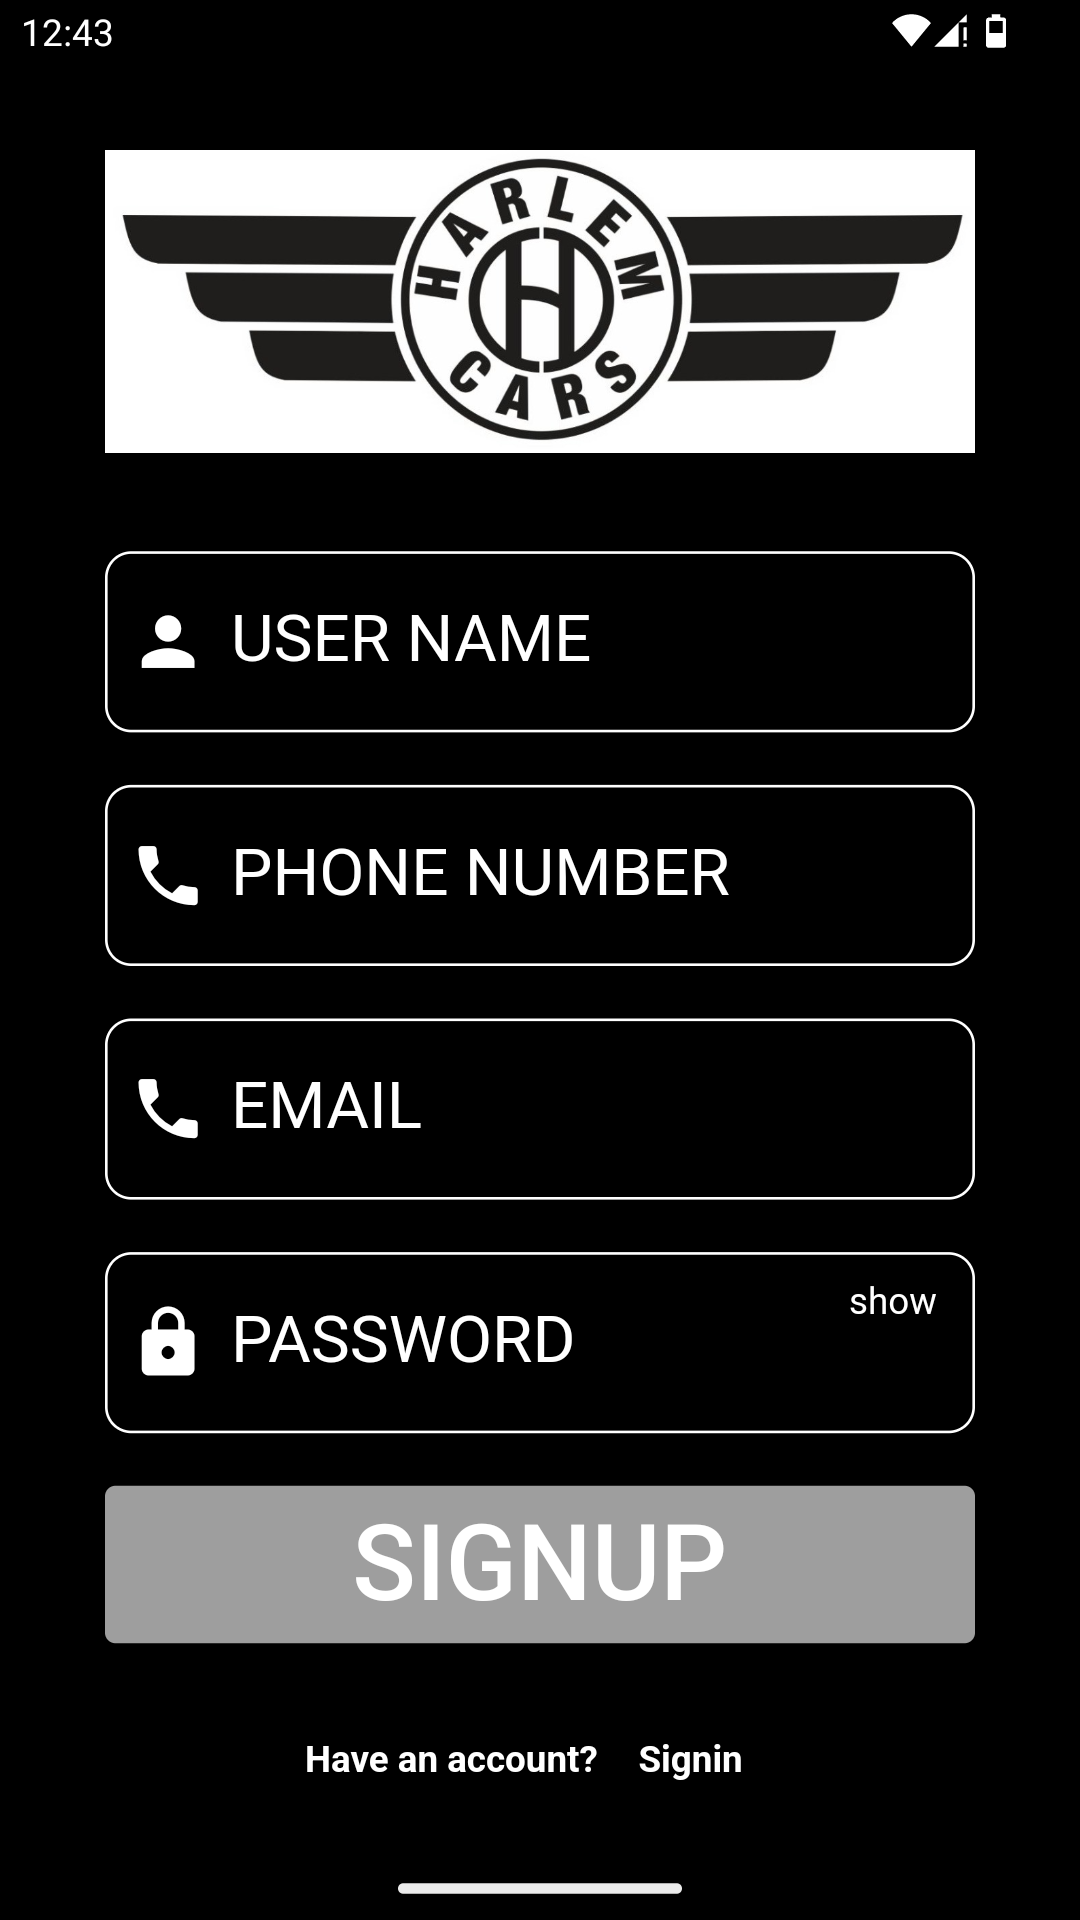 12:43
HARLEM
H
CARS
USER NAME
PHONE NUMBER
EMAIL
PASSWORD
show
SIGNUP
Have an account? Signin